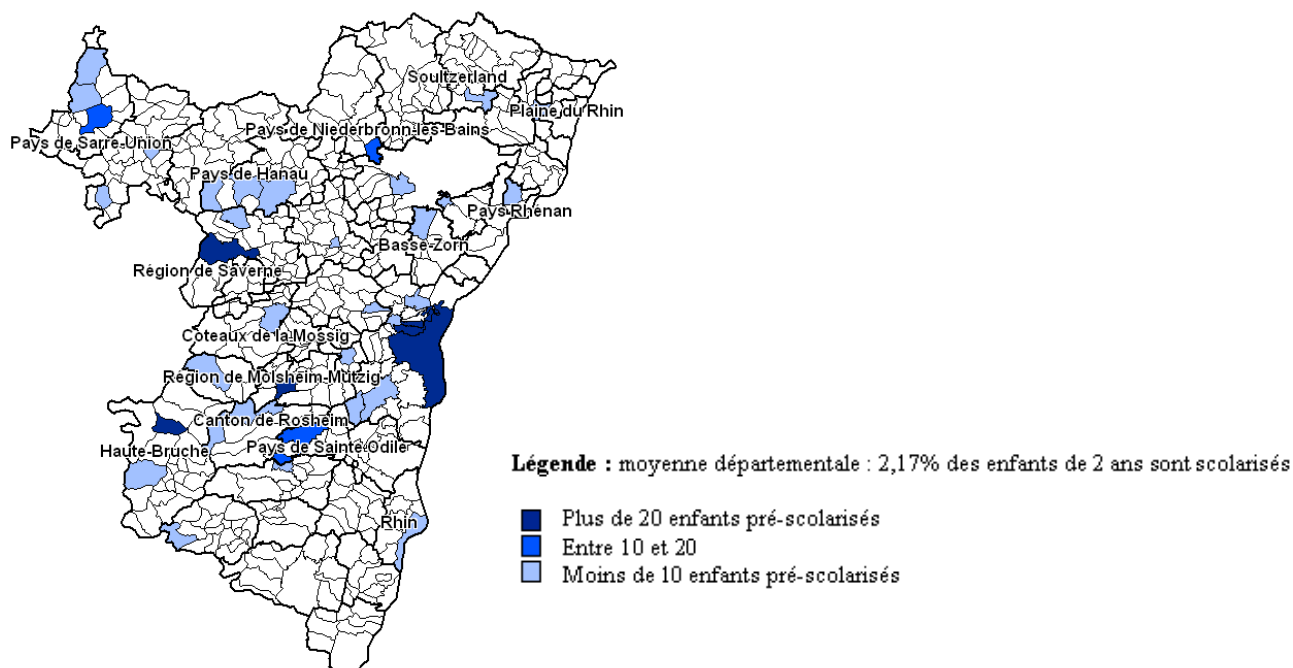 Soultzerland
Plaine du Rhin
Pays de Niederbronn-les-Bains
Pays de Sarre-Union
Pays de Hanau
Pays Rhénan
Basse-Zorn
Région de Saverne
Coteaux de la Mossig
Région de Molsheim-Mutzig
Canton de Rosheim
Pays de Sainte-Odile
Haute-Bruche
Légende : moyenne départementale : 2,17% des enfants de 2 ans sont scolarisés
Rhin
Plus de 20 enfants pré-scolarisés
Entre 10 et 20
Moins de 10 enfants pré-scolarisés